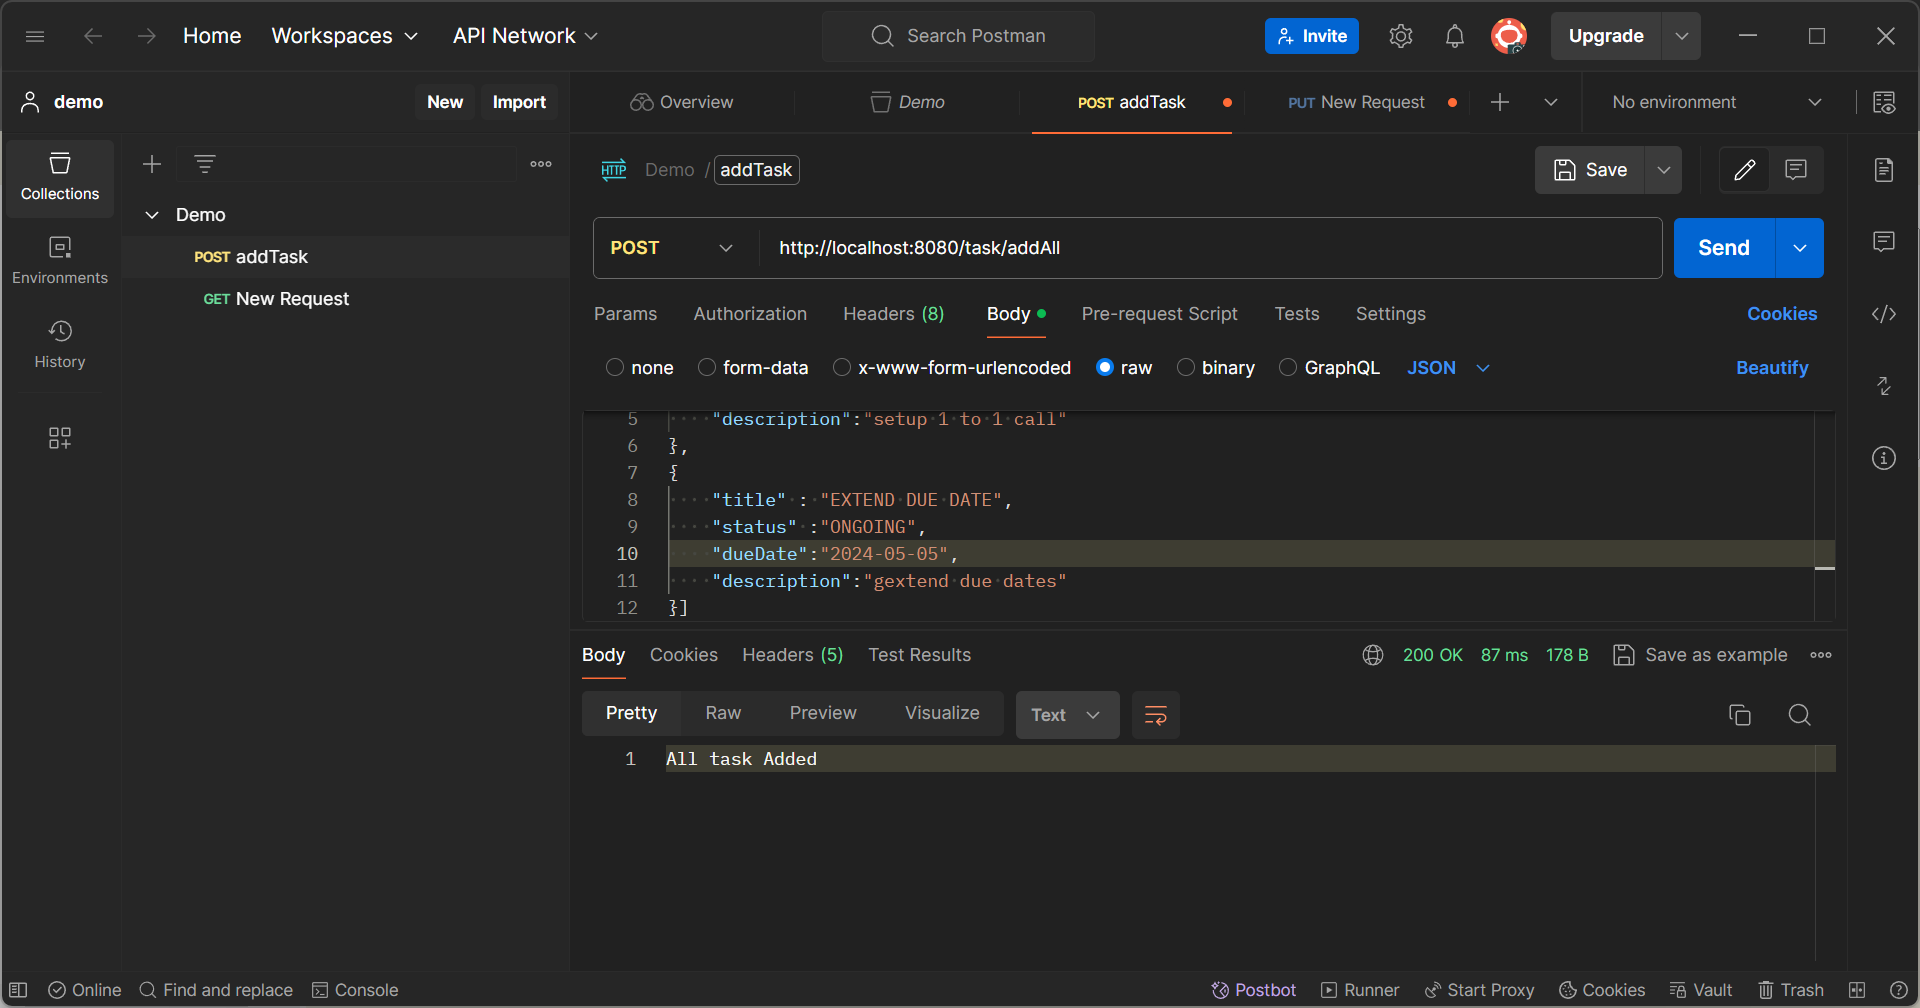 Home Workspaces API Network Search Postman Invite Upgrade
demo New Import Overview Demo POST addTask PUT New Request No environment
Collections
Environments
History
Demo
POST addTask
GET New Request
HTTP Demo / addTask Save
POST http://localhost:8080/task/addAll Send
Params Authorization Headers (8) Body Pre-request Script Tests Settings Cookies
none form-data x-www-form-urlencoded raw binary GraphQL JSON Beautify
5 "description":"setup 1 to 1 call"
6 },
7 {
8 "title" : "EXTEND DUE DATE",
9 "status" :"ONGOING",
10 "dueDate":"2024-05-05",
11 "description":"gextend due dates"
12 }]
Body Cookies Headers (5) Test Results 200 OK 87 ms 178 B Save as example
Pretty Raw Preview Visualize Text
1 All task Added
Online Find and replace Console Postbot Runner Start Proxy Cookies Vault Trash